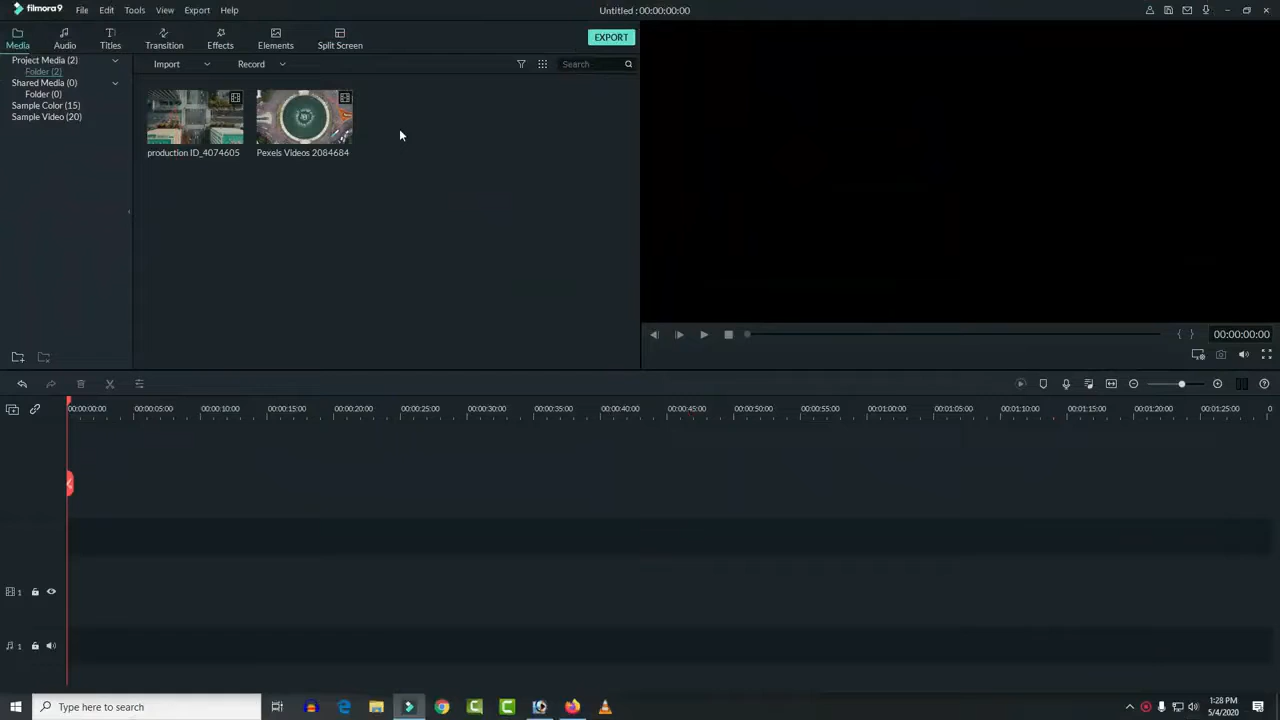 filmora9 File Edit Tools View Export Help Untitled : 00:00:00:00
Media Audio Titles Transition Effects Elements Split Screen EXPORT
Project Media (2)
Folder (2)
Shared Media (0)
Folder (0)
Sample Color (15)
Sample Video (20)
Import Record Search
production ID_4074605 Pexels Videos 2084684
00:00:00:00
00:00:00:00 00:00:05:00 00:00:10:00 00:00:15:00 00:00:20:00 00:00:25:00 00:00:30:00 00:00:35:00 00:00:40:00 00:00:45:00 00:00:50:00 00:00:55:00 00:01:00:00 00:01:05:00 00:01:10:00 00:01:15:00 00:01:20:00 00:01:25:00 0
1
1
Type here to search
1:28 PM
5/4/2020